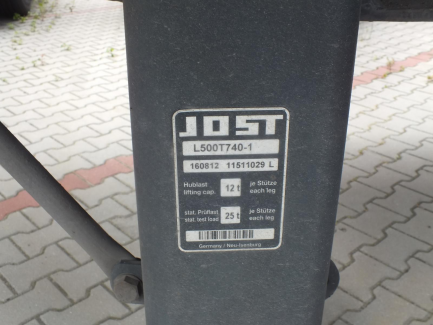 JOST
L500T740-1
160812 11511029 L
Hublast
lifting cap. 12 t je Stütze
each leg
stat. Prüflast
stat. test load 25 t je Stütze
each leg
Germany / Neu-Isenburg